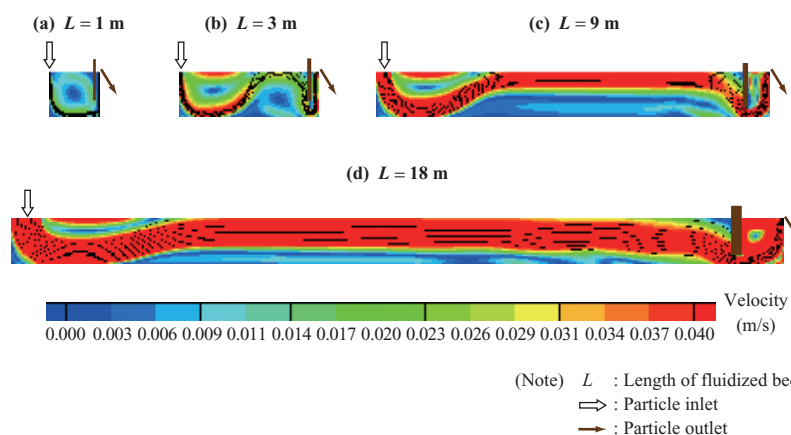 (a) L = 1 m
(b) L = 3 m
(c) L = 9 m
(d) L = 18 m
0.000 0.003 0.006 0.009 0.011 0.014 0.017 0.020 0.023 0.026 0.029 0.031 0.034 0.037 0.040
Velocity
(m/s)
(Note) L : Length of fluidized be
: Particle inlet
: Particle outlet